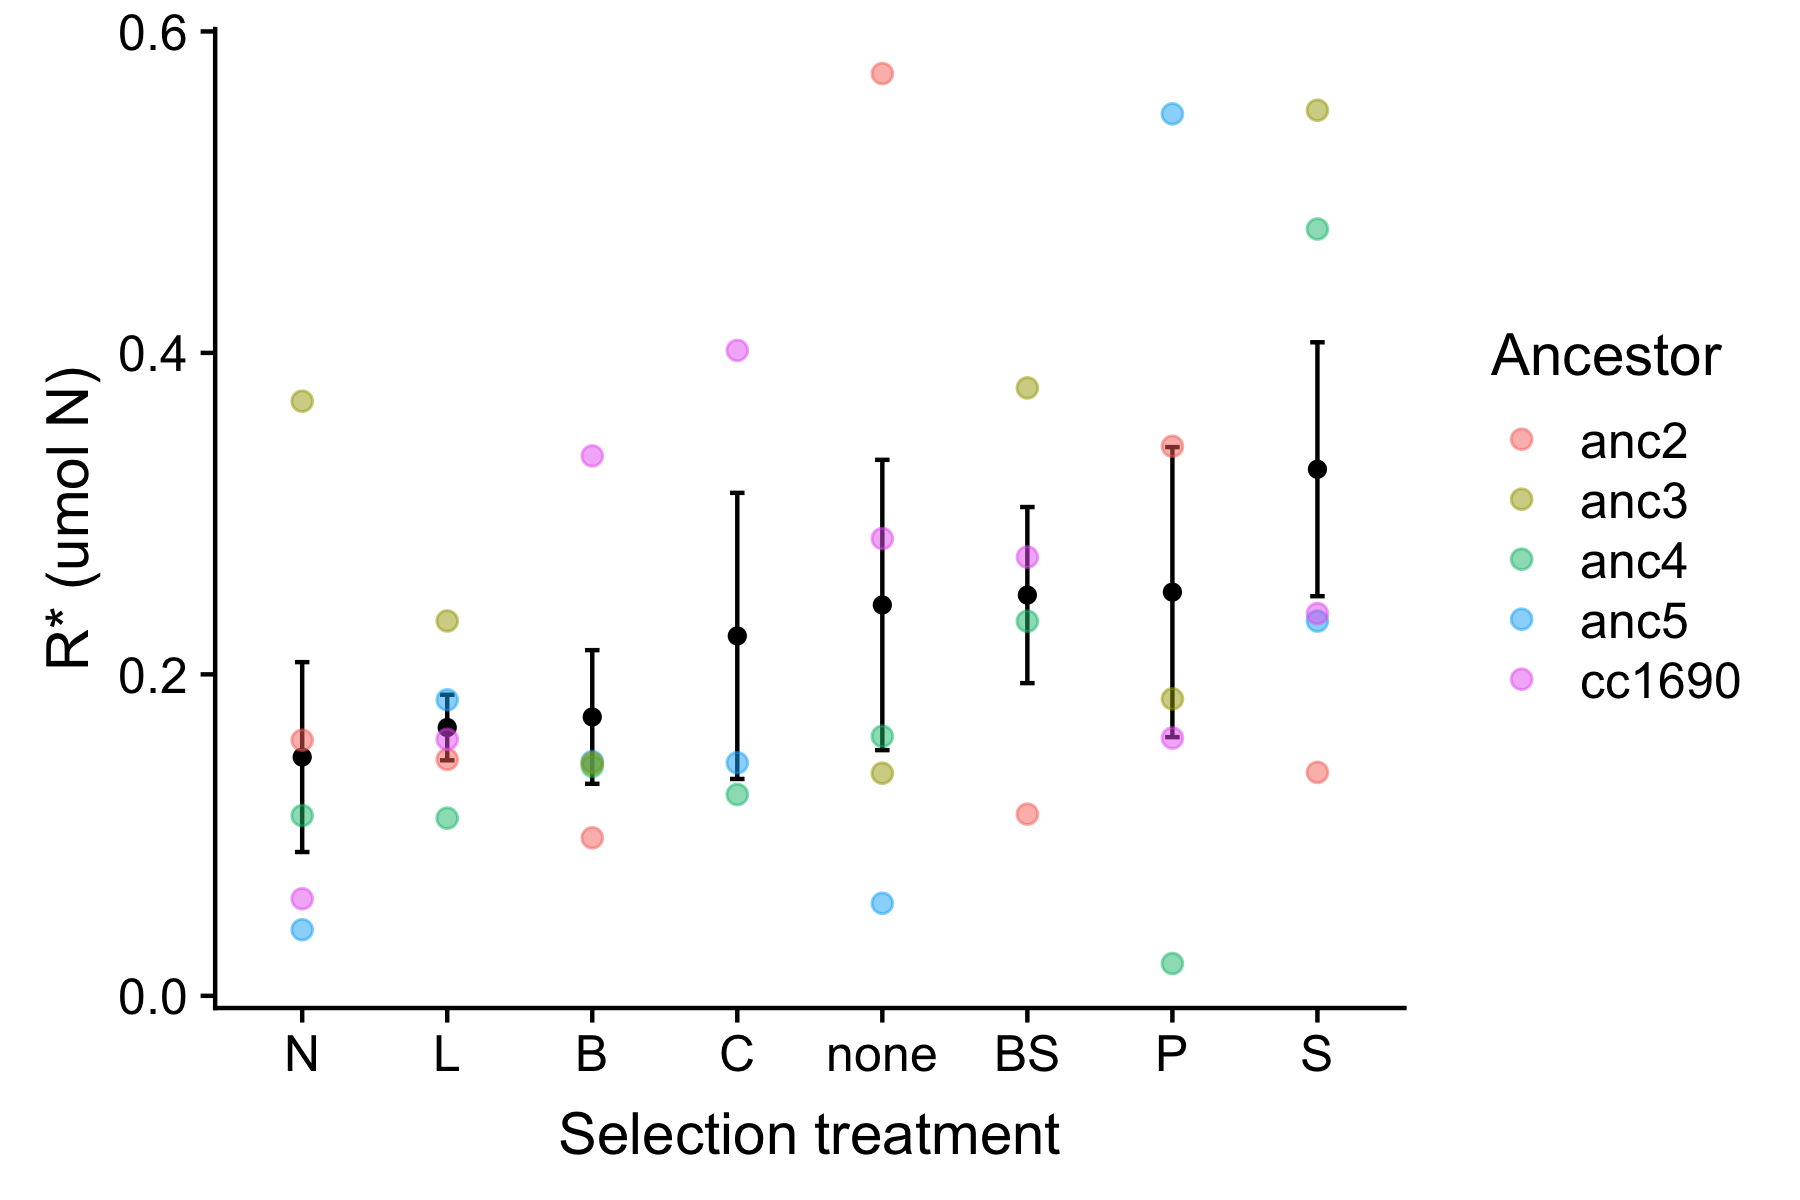 0.6
0.4
0.2
0.0
R* (umol N)
N L B C none BS P S
Selection treatment
Ancestor
anc2
anc3
anc4
anc5
cc1690